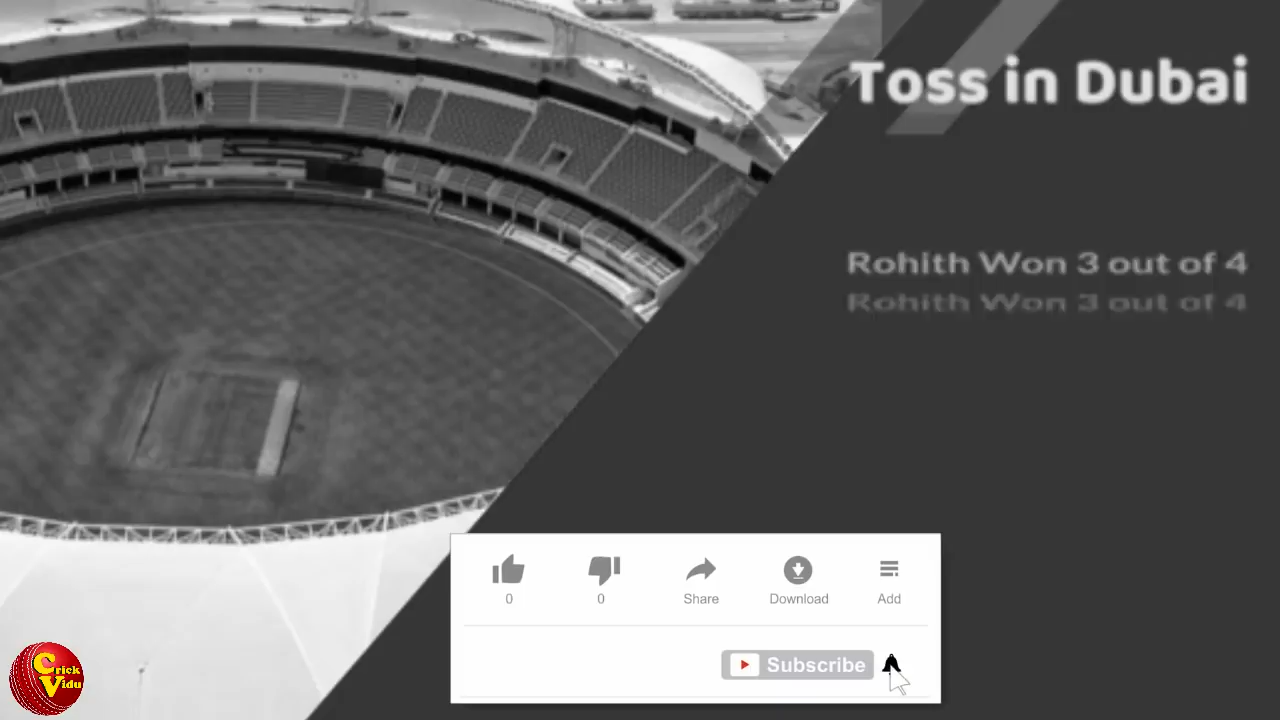 Toss in Dubai
Rohith Won 3 out of 4
Rohith Won 3 out of 4
0
0
Share
Download
Add
Subscribe
Crick
Vidu